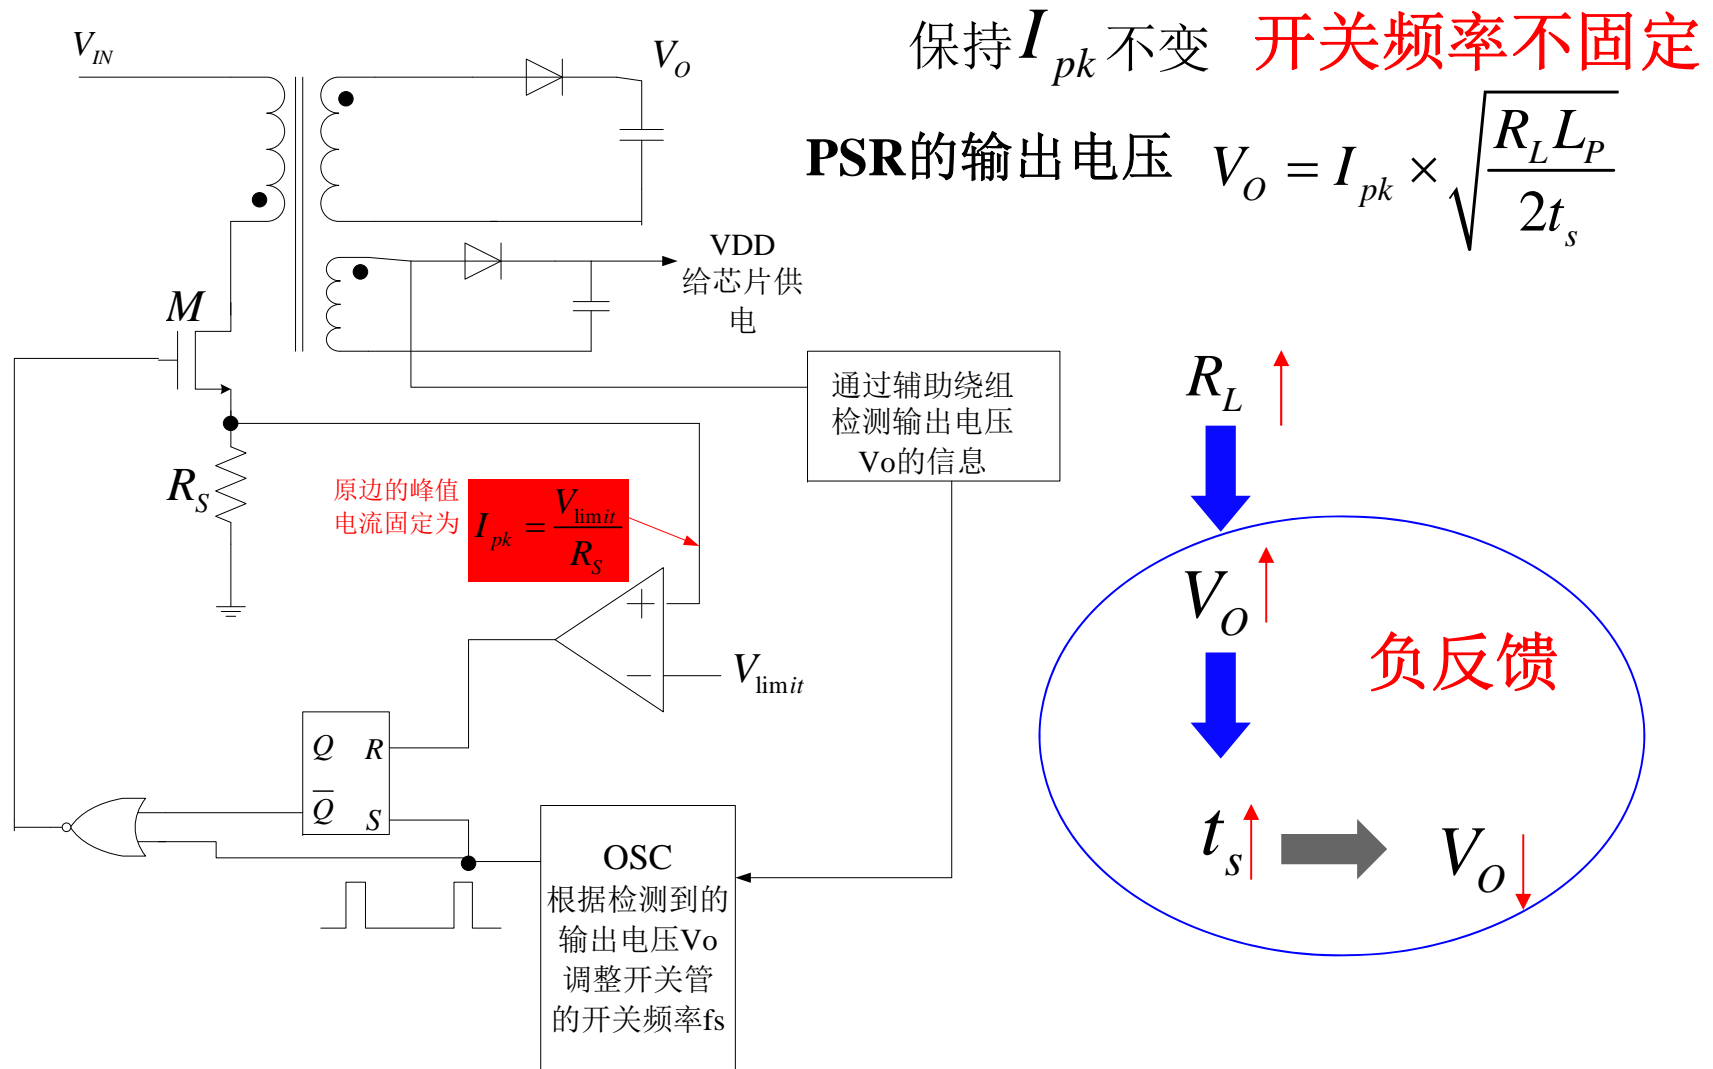 保持I_pk不变 开关频率不固定
PSR的输出电压 V_O = I_pk × √(R_L L_P / 2t_s)
V_IN
V_O
VDD
给芯片供
电
M
R_S
通过辅助绕组
检测输出电压
Vo的信息
原边的峰值
电流固定为
I_pk = V_limit / R_S
+
−
V_limit
Q R
Q̅ S
OSC
根据检测到的
输出电压Vo
调整开关管
的开关频率fs
R_L
V_O
负反馈
t_s
V_O